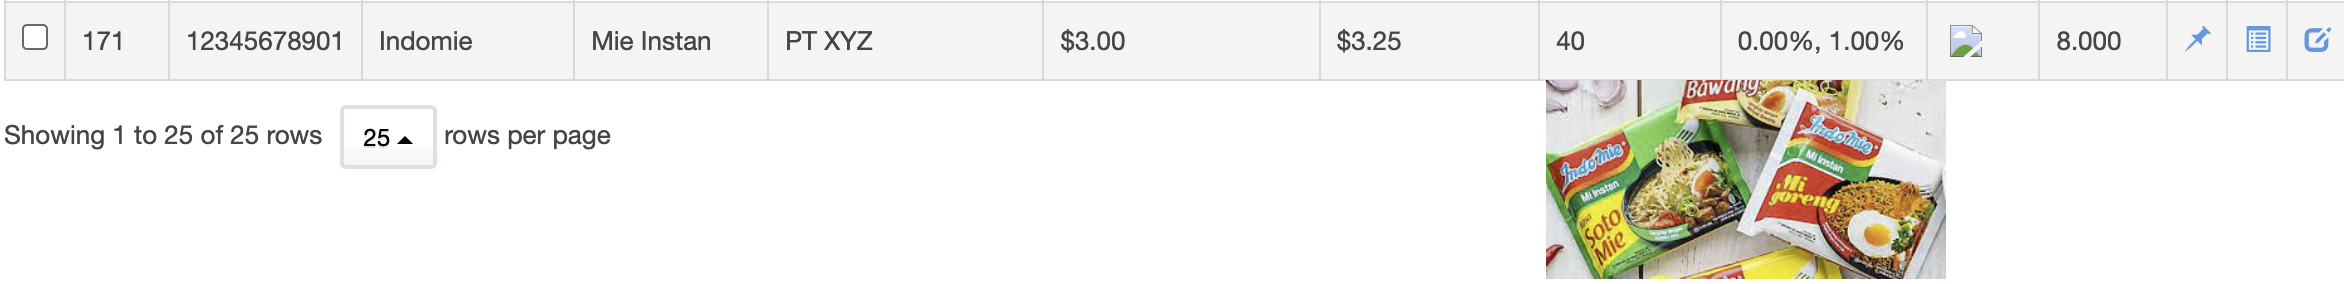 171 12345678901 Indomie Mie Instan PT XYZ $3.00 $3.25 40 0.00%, 1.00% 8.000
Showing 1 to 25 of 25 rows 25 rows per page
Bawang
Indomie
Mi Instan
Soto
Mie
Indomie
Mi Instan
Mi
goreng